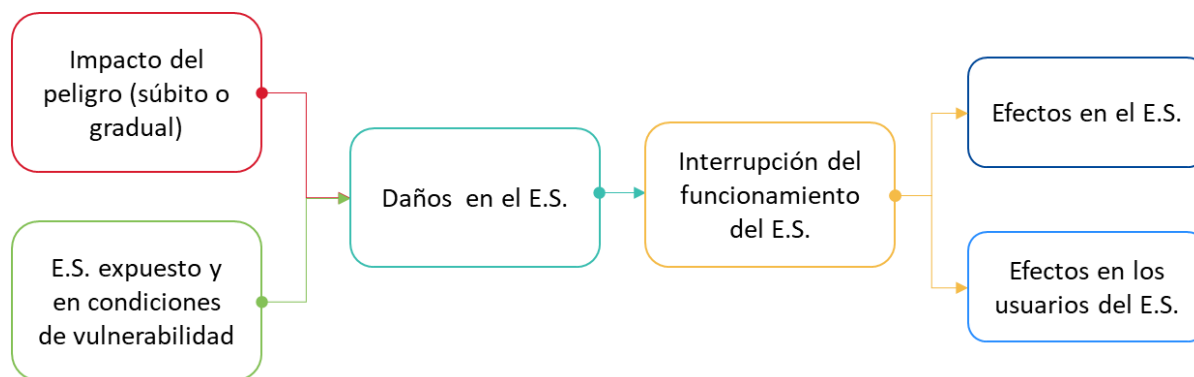 Impacto del
peligro (súbito o
gradual)
E.S. expuesto y
en condiciones
de vulnerabilidad
Daños en el E.S.
Interrupción del
funcionamiento
del E.S.
Efectos en el E.S.
Efectos en los
usuarios del E.S.